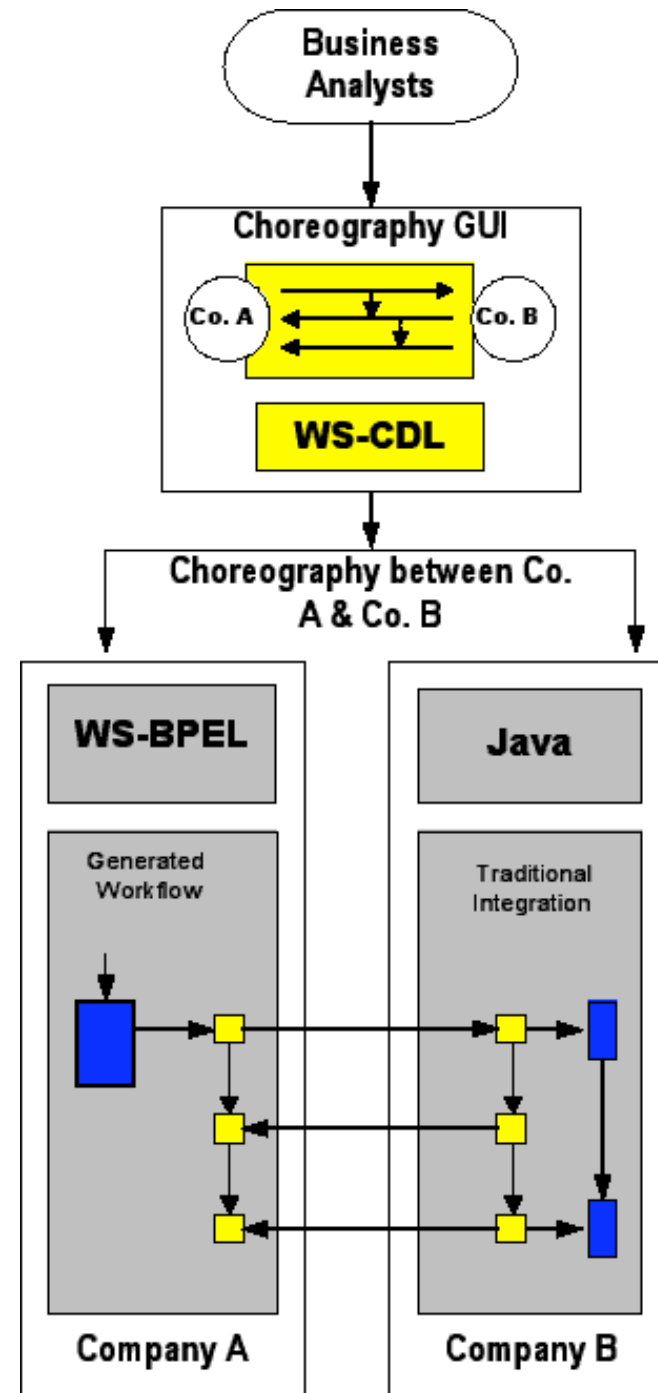 Business
Analysts
Choreography GUI
Co. A
Co. B
WS-CDL
Choreography between Co.
A & Co. B
WS-BPEL
Java
Generated
Workflow
Traditional
Integration
Company A
Company B